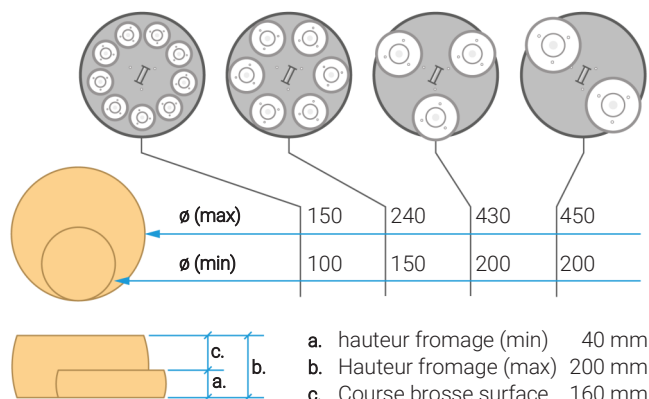 ø (max) 150 240 430 450
ø (min) 100 150 200 200
c.
b.
a.
a. hauteur fromage (min) 40 mm
b. Hauteur fromage (max) 200 mm
c. Course brosse surface 160 mm